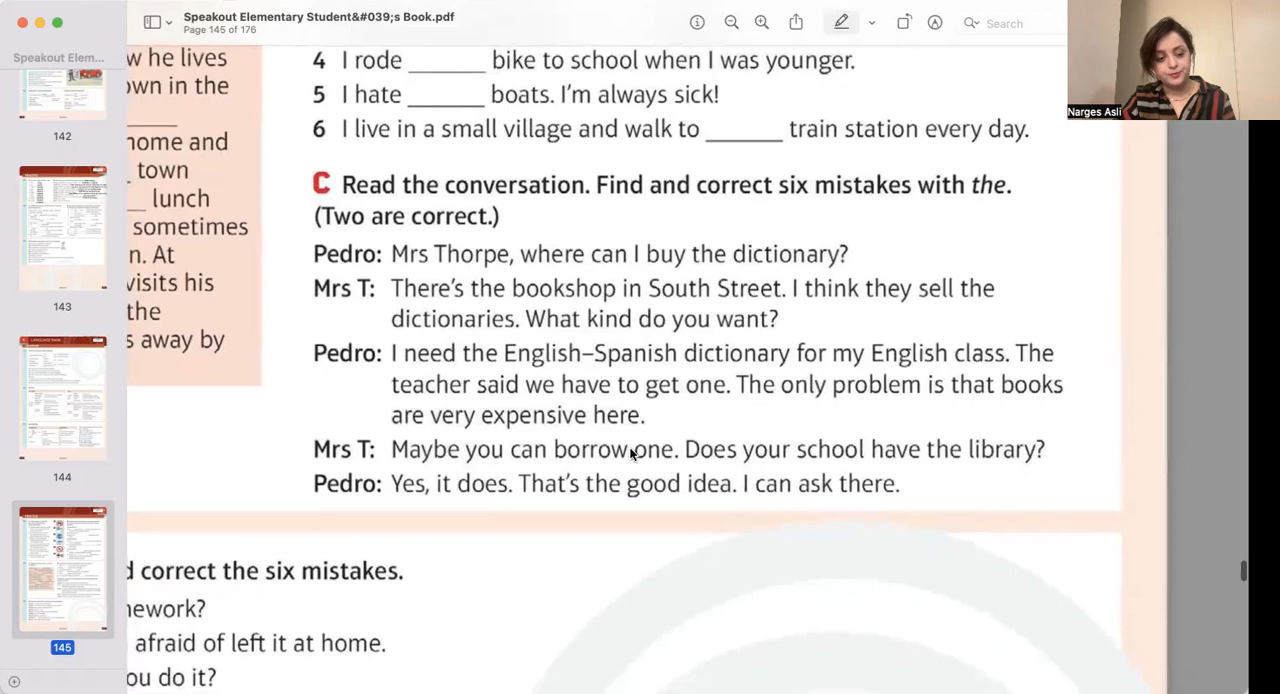 Speakout Elementary Student&#039;s Book.pdf
Page 145 of 176
Search
Narges Asli
Speakout Elem...
142
143
144
145
w he lives
own in the
home and
town
lunch
sometimes
n. At
visits his
the
s away by
4 I rode ______ bike to school when I was younger.
5 I hate ______ boats. I'm always sick!
6 I live in a small village and walk to ______ train station every day.
C Read the conversation. Find and correct six mistakes with the.
(Two are correct.)
Pedro: Mrs Thorpe, where can I buy the dictionary?
Mrs T: There's the bookshop in South Street. I think they sell the
dictionaries. What kind do you want?
Pedro: I need the English–Spanish dictionary for my English class. The
teacher said we have to get one. The only problem is that books
are very expensive here.
Mrs T: Maybe you can borrow one. Does your school have the library?
Pedro: Yes, it does. That's the good idea. I can ask there.
d correct the six mistakes.
nework?
afraid of left it at home.
ou do it?